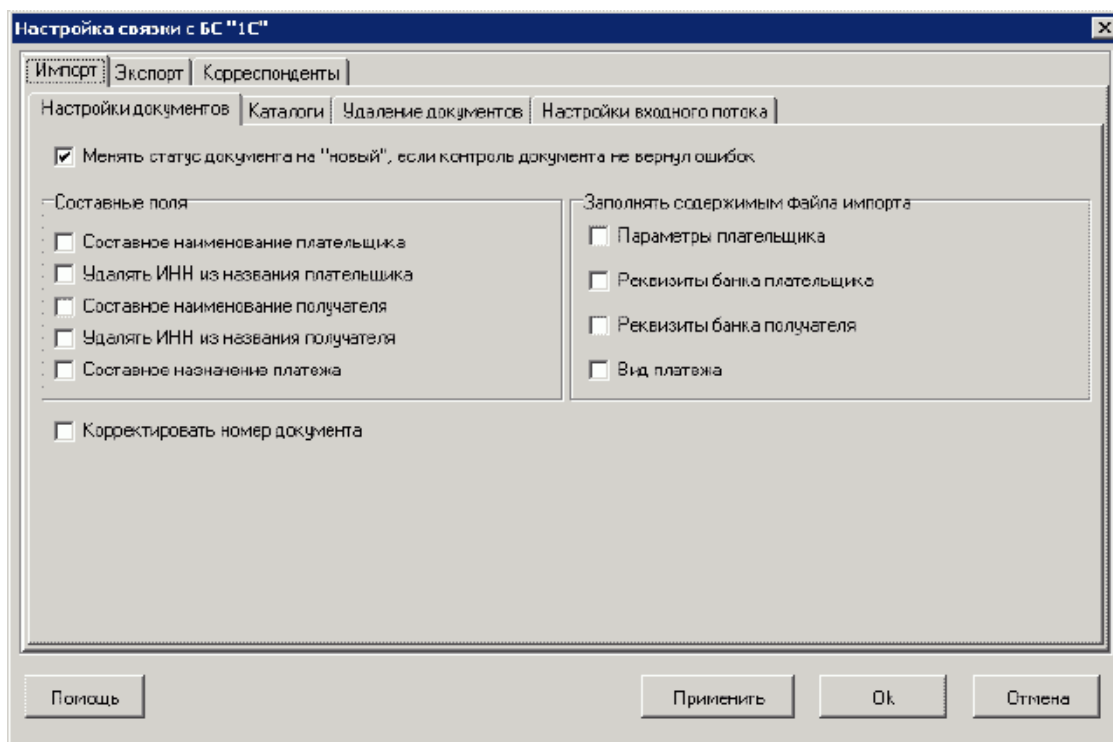 Настройка связки с БС "1С"
Импорт Экспорт Корреспонденты
Настройки документов Каталоги Удаление документов Настройки входного потока
Менять статус документа на "новый", если контроль документа не вернул ошибок
Составные поля
Составное наименование плательщика
Удалять ИНН из названия плательщика
Составное наименование получателя
Удалять ИНН из названия получателя
Составное назначение платежа
Заполнять содержимым файла импорта
Параметры плательщика
Реквизиты банка плательщика
Реквизиты банка получателя
Вид платежа
Корректировать номер документа
Помощь Применить Ok Отмена